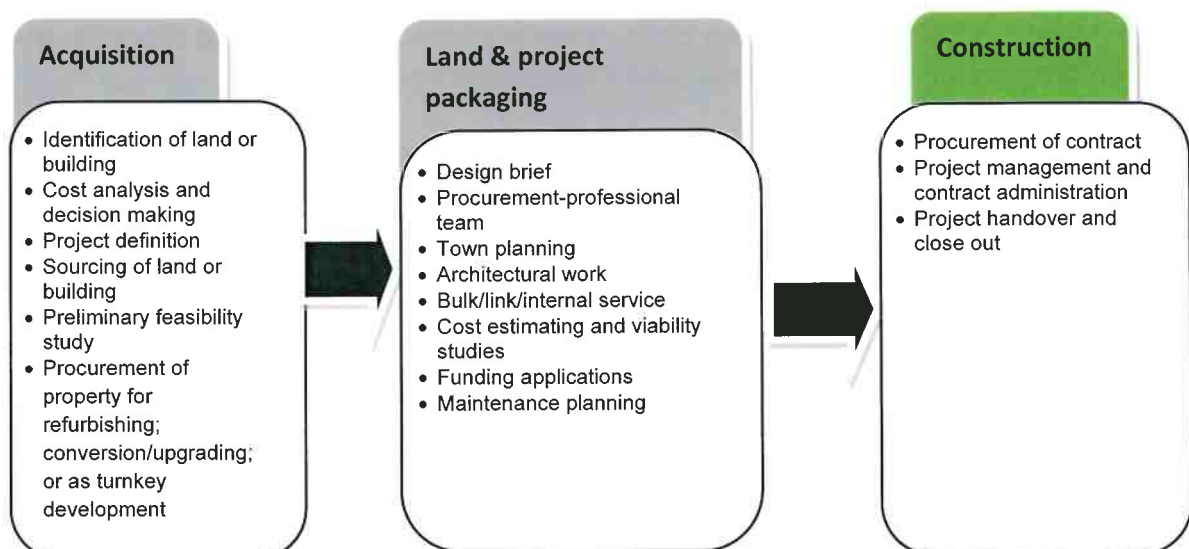 Acquisition
• Identification of land or
building
• Cost analysis and
decision making
• Project definition
• Sourcing of land or
building
• Preliminary feasibility
study
• Procurement of
property for
refurbishing;
conversion/upgrading;
or as turnkey
development
Land & project
packaging
• Design brief
• Procurement-professional
team
• Town planning
• Architectural work
• Bulk/link/internal service
• Cost estimating and viability
studies
• Funding applications
• Maintenance planning
Construction
• Procurement of contract
• Project management and
contract administration
• Project handover and
close out